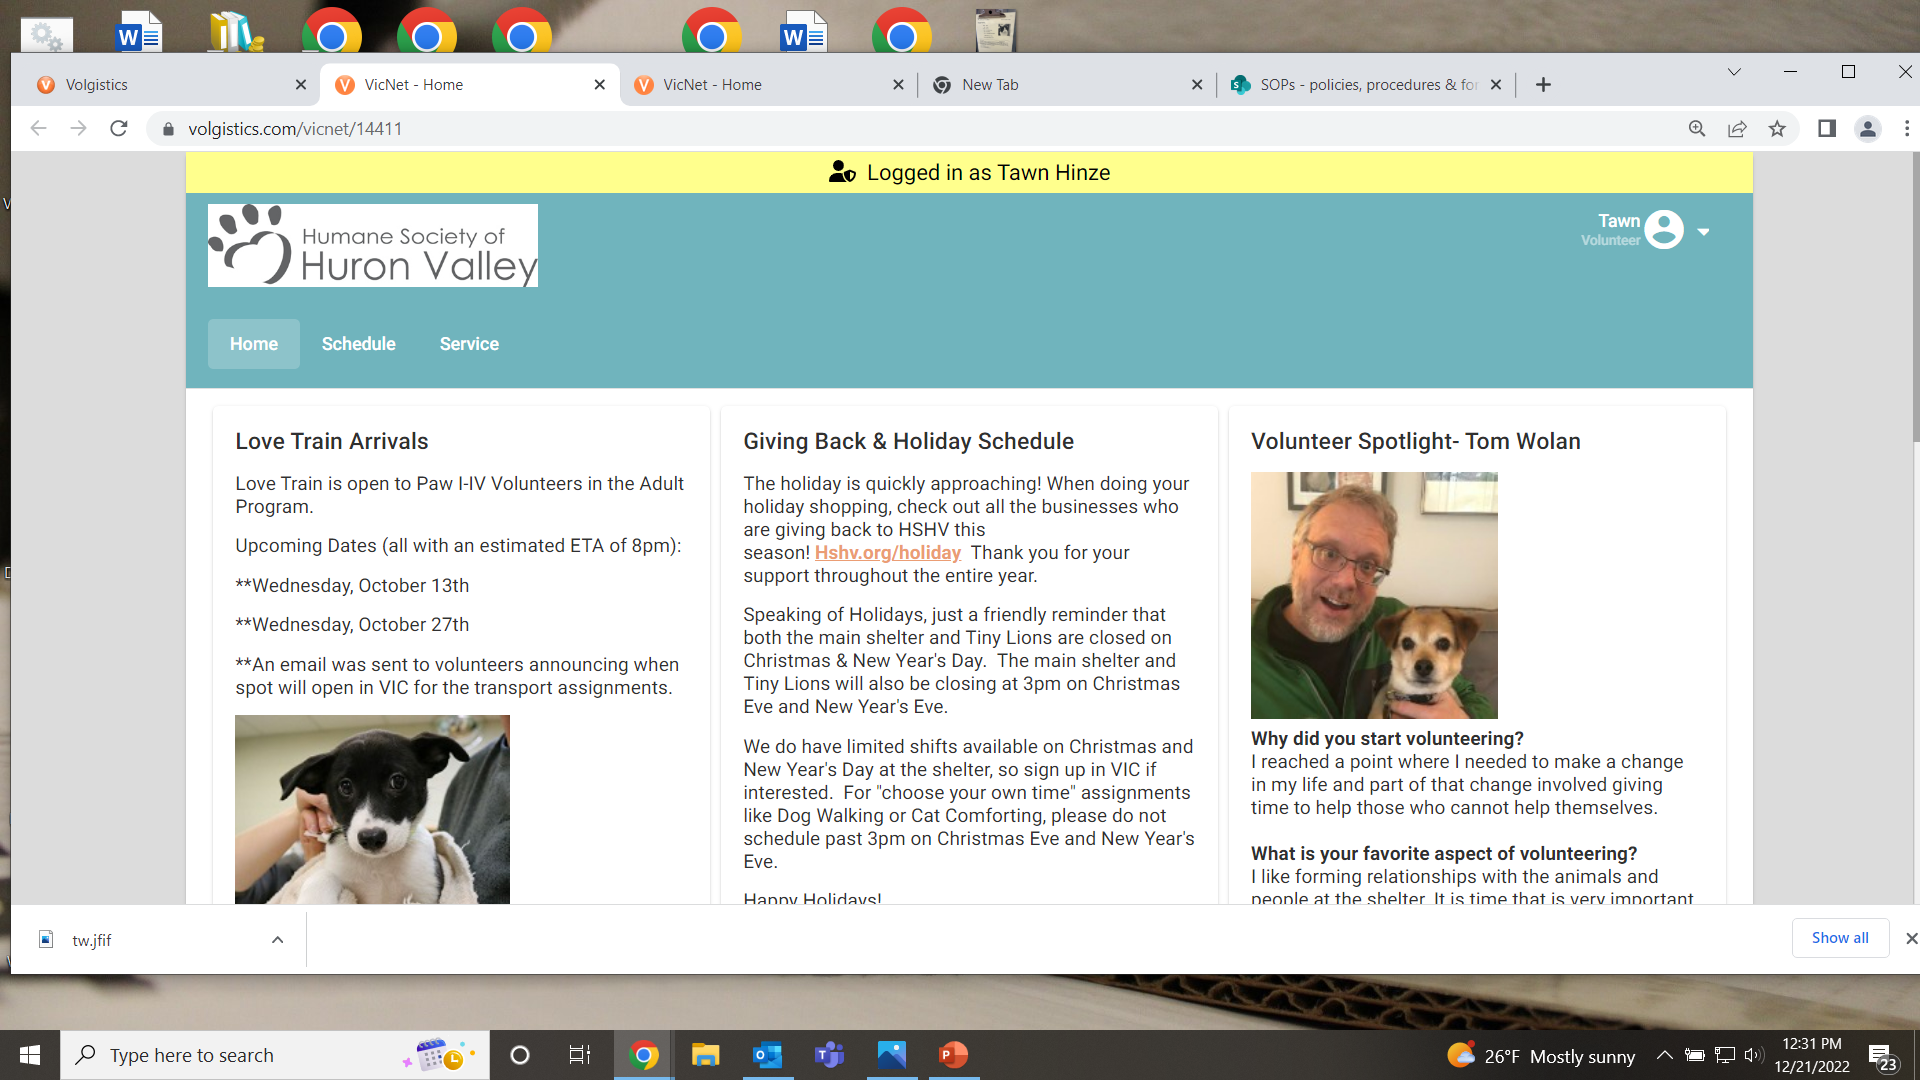 Volgistics
VicNet - Home
VicNet - Home
New Tab
SOPs - policies, procedures & for
volgistics.com/vicnet/14411
Logged in as Tawn Hinze
Humane Society of
Huron Valley
Tawn
Volunteer
Home
Schedule
Service
Love Train Arrivals
Love Train is open to Paw I-IV Volunteers in the Adult
Program.
Upcoming Dates (all with an estimated ETA of 8pm):
**Wednesday, October 13th
**Wednesday, October 27th
**An email was sent to volunteers announcing when
spot will open in VIC for the transport assignments.
Giving Back & Holiday Schedule
The holiday is quickly approaching! When doing your
holiday shopping, check out all the businesses who
are giving back to HSHV this
season! Hshv.org/holiday  Thank you for your
support throughout the entire year.
Speaking of Holidays, just a friendly reminder that
both the main shelter and Tiny Lions are closed on
Christmas & New Year's Day.  The main shelter and
Tiny Lions will also be closing at 3pm on Christmas
Eve and New Year's Eve.
We do have limited shifts available on Christmas and
New Year's Day at the shelter, so sign up in VIC if
interested.  For "choose your own time" assignments
like Dog Walking or Cat Comforting, please do not
schedule past 3pm on Christmas Eve and New Year's
Eve.
Happy Holidays!
Volunteer Spotlight- Tom Wolan
Why did you start volunteering?
I reached a point where I needed to make a change
in my life and part of that change involved giving
time to help those who cannot help themselves.
What is your favorite aspect of volunteering?
I like forming relationships with the animals and
people at the shelter. It is time that is very important
tw.jfif
Show all
Type here to search
26°F Mostly sunny
12:31 PM
12/21/2022
23